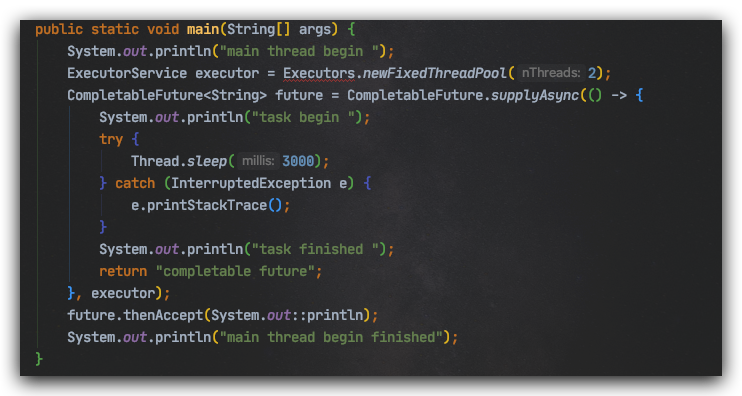 public static void main(String[] args) {
System.out.println("main thread begin ");
ExecutorService executor = Executors.newFixedThreadPool( nThreads: 2);
CompletableFuture<String> future = CompletableFuture.supplyAsync(() -> {
System.out.println("task begin ");
try {
Thread.sleep( millis: 3000);
} catch (InterruptedException e) {
e.printStackTrace();
}
System.out.println("task finished ");
return "completable future";
}, executor);
future.thenAccept(System.out::println);
System.out.println("main thread begin finished");
}